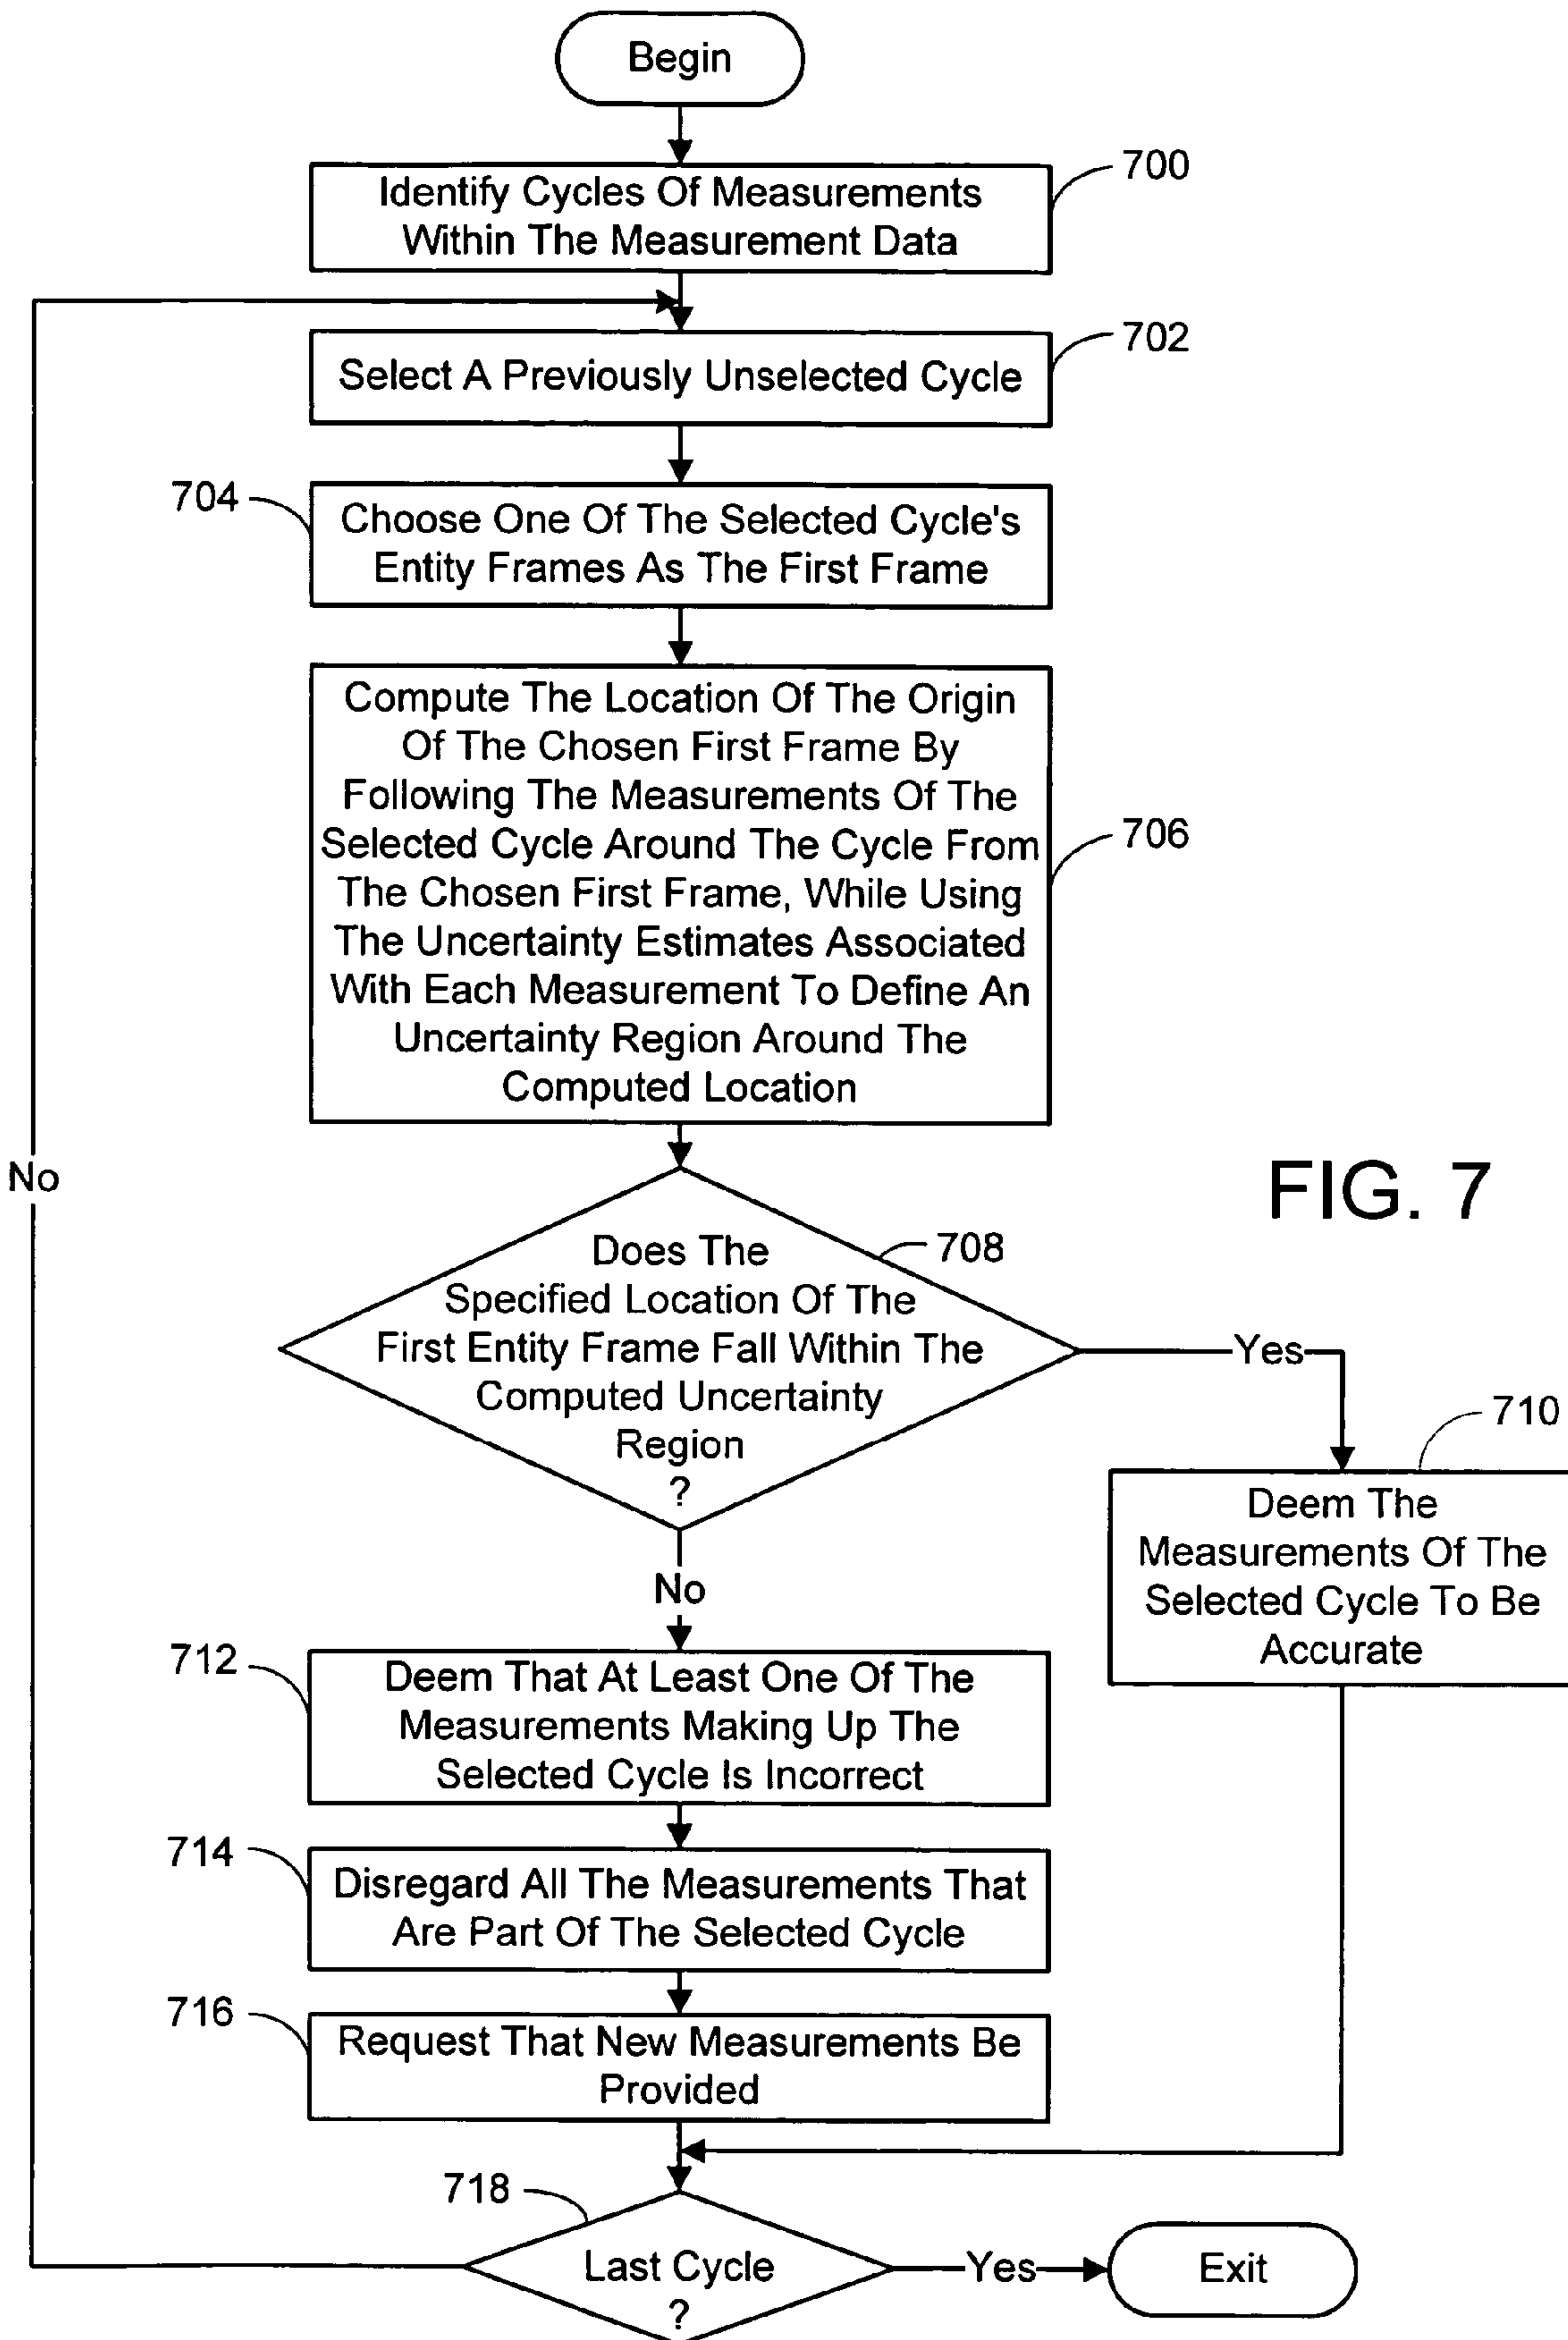 Begin
700
Identify Cycles Of Measurements
Within The Measurement Data
702
Select A Previously Unselected Cycle
704
Choose One Of The Selected Cycle's
Entity Frames As The First Frame
706
Compute The Location Of The Origin
Of The Chosen First Frame By
Following The Measurements Of The
Selected Cycle Around The Cycle From
The Chosen First Frame, While Using
The Uncertainty Estimates Associated
With Each Measurement To Define An
Uncertainty Region Around The
Computed Location
No
FIG. 7
708
Does The
Specified Location Of The
First Entity Frame Fall Within The
Computed Uncertainty
Region
?
Yes
710
Deem The
Measurements Of The
Selected Cycle To Be
Accurate
No
712
Deem That At Least One Of The
Measurements Making Up The
Selected Cycle Is Incorrect
714
Disregard All The Measurements That
Are Part Of The Selected Cycle
716
Request That New Measurements Be
Provided
718
Last Cycle
?
Yes
Exit